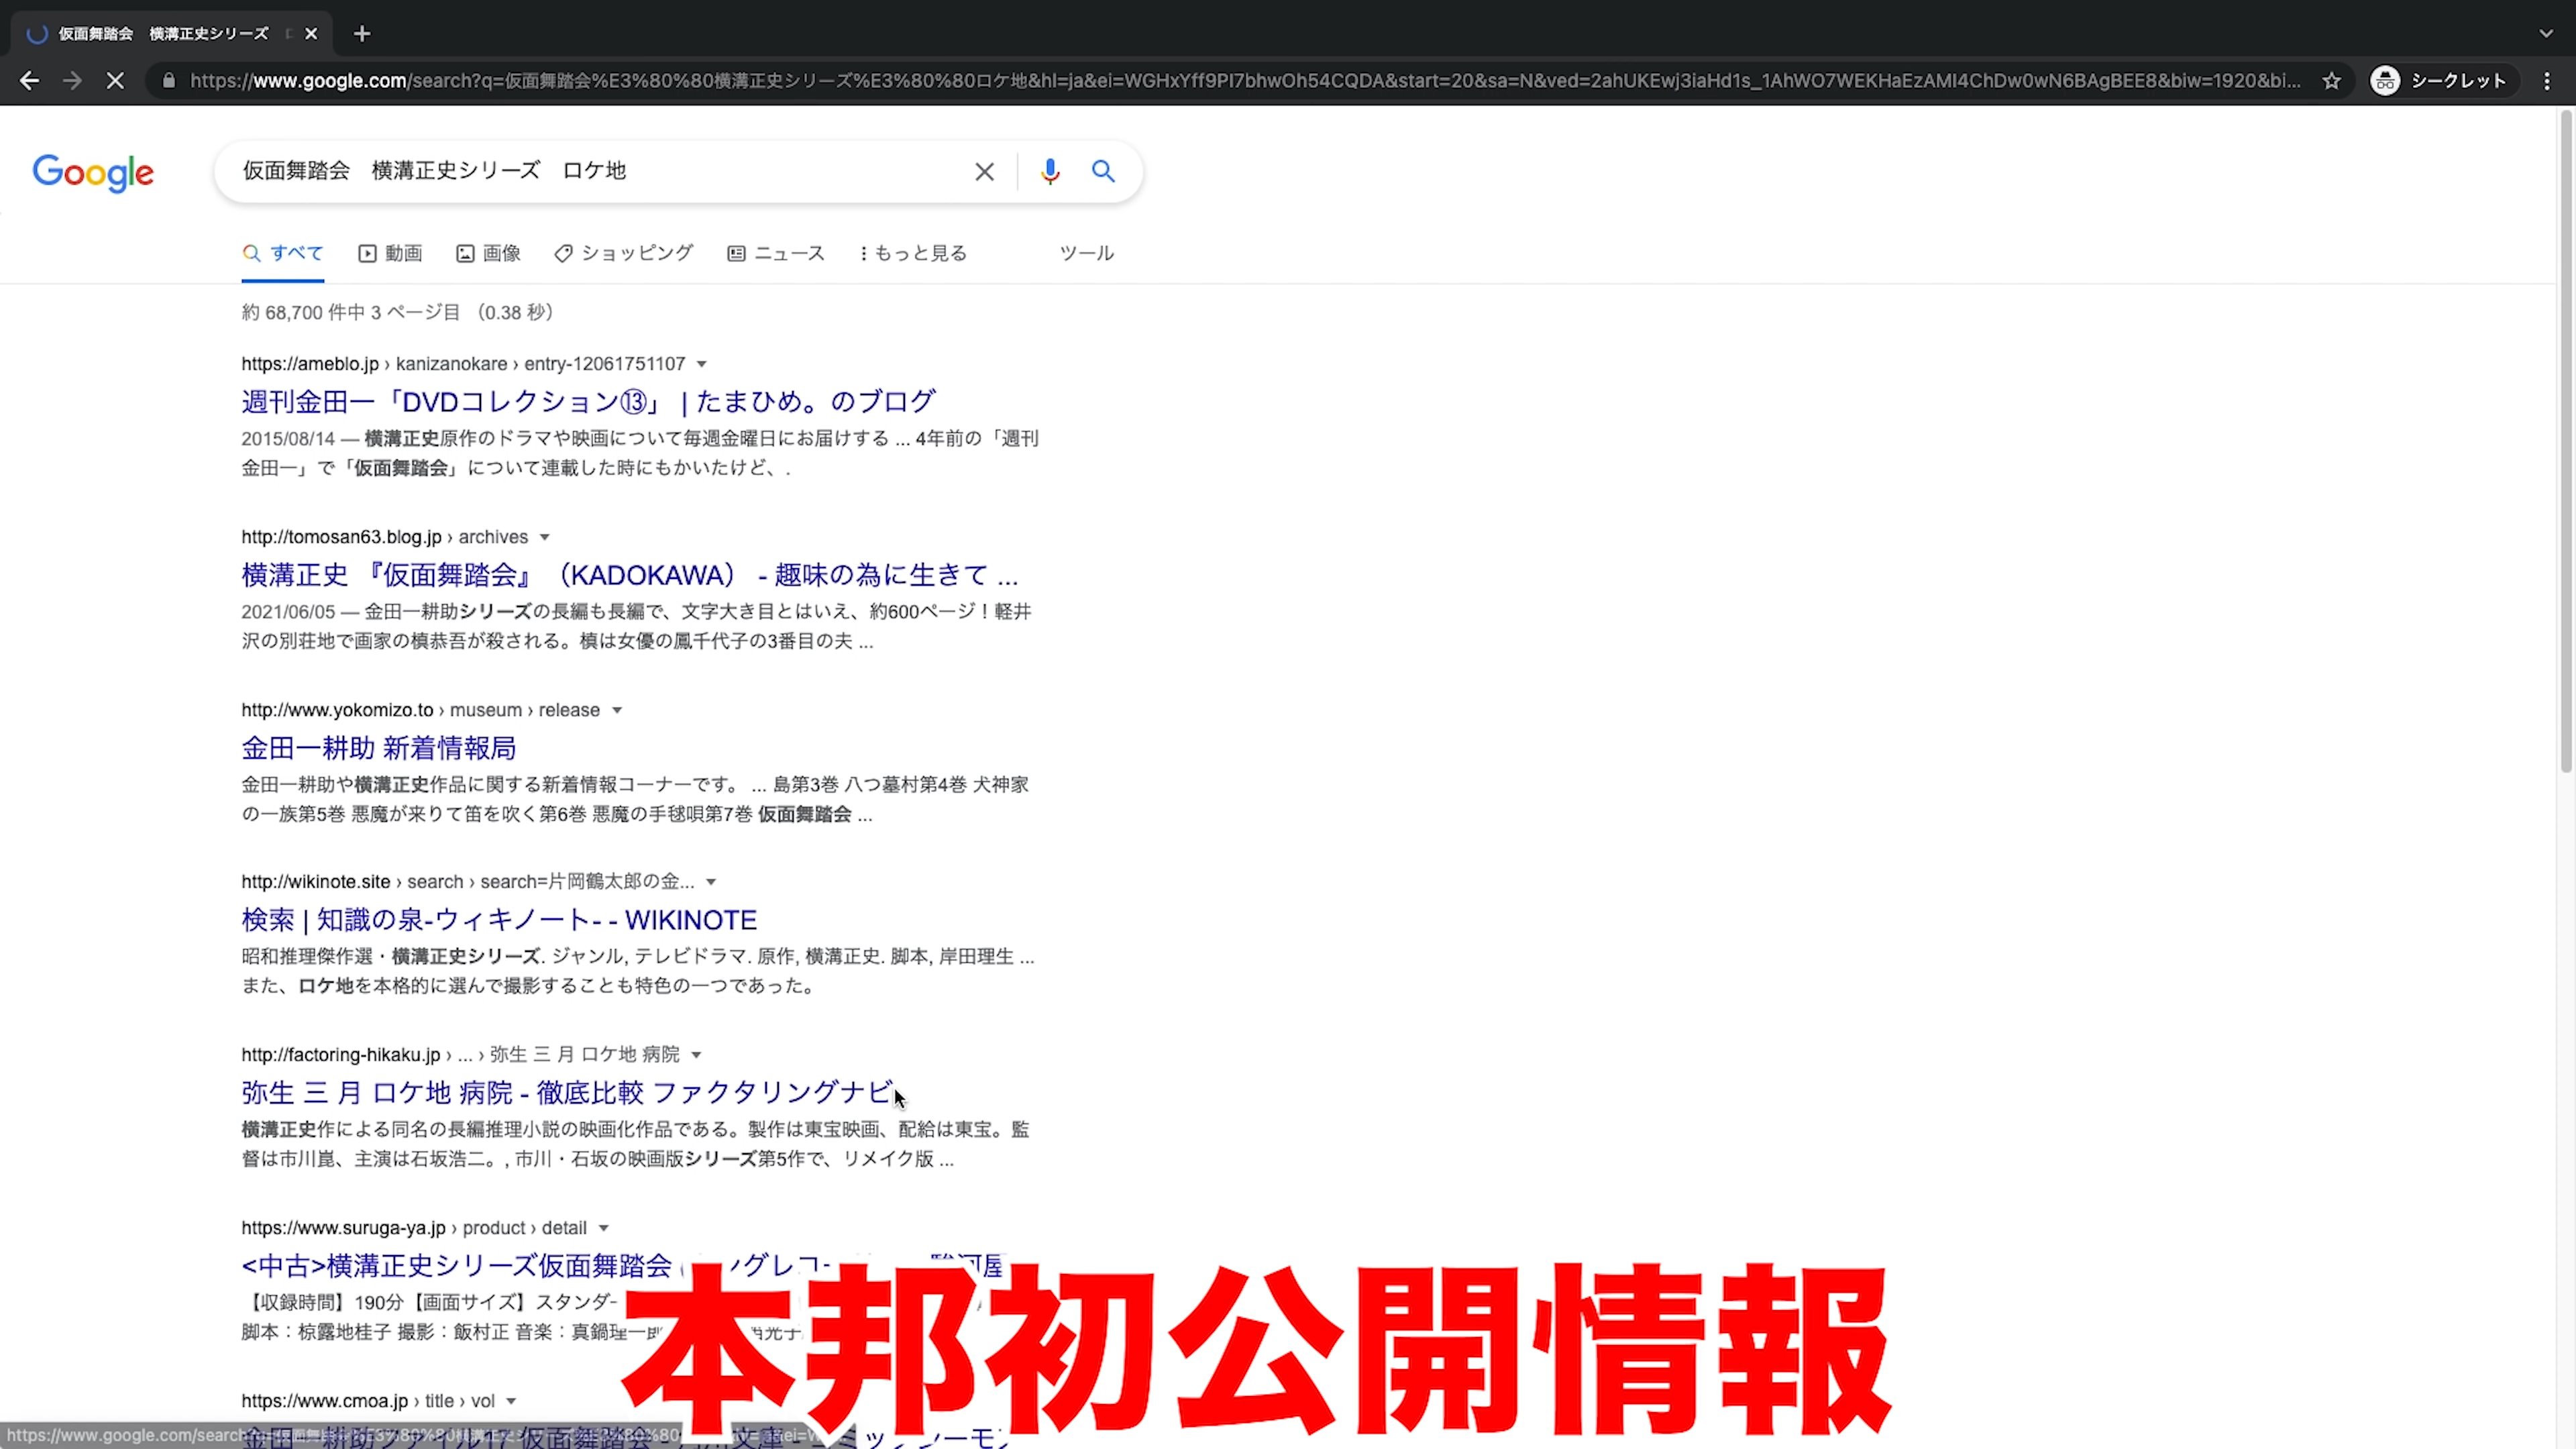 仮面舞踏会　横溝正史シリーズ
https://www.google.com/search?q=仮面舞踏会%E3%80%80横溝正史シリーズ%E3%80%80ロケ地&hl=ja&ei=WGHxYff9PI7bhwOh54CQDA&start=20&sa=N&ved=2ahUKEwj3iaHd1s_1AhWO7WEKHaEzAMI4ChDw0wN6BAgBEE8&biw=1920&bi...
シークレット
Google
仮面舞踏会　横溝正史シリーズ　ロケ地
すべて 動画 画像 ショッピング ニュース もっと見る ツール
約 68,700 件中 3 ページ目 （0.38 秒）
https://ameblo.jp › kanizanokare › entry-12061751107
週刊金田一「DVDコレクション⑬」 | たまひめ。のブログ
2015/08/14 — 横溝正史原作のドラマや映画について毎週金曜日にお届けする ... 4年前の「週刊
金田一」で「仮面舞踏会」について連載した時にもかいたけど、.
http://tomosan63.blog.jp › archives
横溝正史 『仮面舞踏会』（KADOKAWA） - 趣味の為に生きて ...
2021/06/05 — 金田一耕助シリーズの長編も長編で、文字大き目とはいえ、約600ページ！軽井
沢の別荘地で画家の槙恭吾が殺される。槙は女優の鳳千代子の3番目の夫 ...
http://www.yokomizo.to › museum › release
金田一耕助 新着情報局
金田一耕助や横溝正史作品に関する新着情報コーナーです。 ... 島第3巻 八つ墓村第4巻 犬神家
の一族第5巻 悪魔が来りて笛を吹く第6巻 悪魔の手毬唄第7巻 仮面舞踏会 ...
http://wikinote.site › search › search=片岡鶴太郎の金...
検索 | 知識の泉-ウィキノート- - WIKINOTE
昭和推理傑作選・横溝正史シリーズ. ジャンル, テレビドラマ. 原作, 横溝正史. 脚本, 岸田理生 ...
また、ロケ地を本格的に選んで撮影することも特色の一つであった。
http://factoring-hikaku.jp › ... › 弥生 三 月 ロケ地 病院
弥生 三 月 ロケ地 病院 - 徹底比較 ファクタリングナビ
横溝正史作による同名の長編推理小説の映画化作品である。製作は東宝映画、配給は東宝。監
督は市川崑、主演は石坂浩二。, 市川・石坂の映画版シリーズ第5作で、リメイク版 ...
https://www.suruga-ya.jp › product › detail
<中古>横溝正史シリーズ仮面舞踏会
【収録時間】190分【画面サイズ】スタンダ
脚本：椋露地桂子 撮影：飯村正 音楽：真鍋理一郎
https://www.cmoa.jp › title › vol
本邦初公開情報
https://www.google.com/search